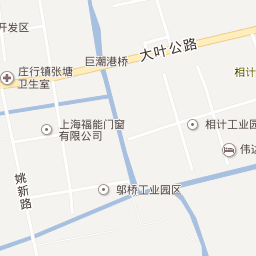 开发区
大叶公路
巨潮港桥
庄行镇张塘
卫生室
相计
上海福能门窗
有限公司
相计工业园
伟达
姚新路
邬桥工业园区